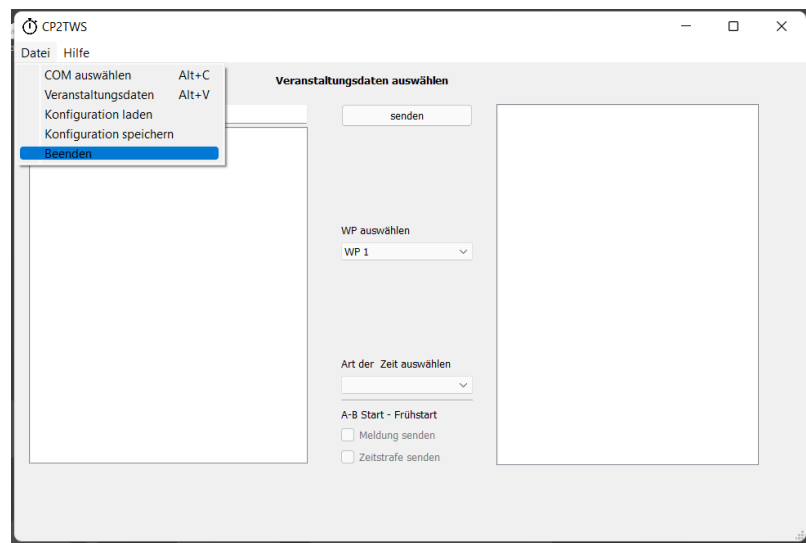 CP2TWS
Datei Hilfe
COM auswählen Alt+C
Veranstaltungsdaten Alt+V
Konfiguration laden
Konfiguration speichern
Beenden
Veranstaltungsdaten auswählen
senden
WP auswählen
WP 1
Art der Zeit auswählen
A-B Start - Frühstart
Meldung senden
Zeitstrafe senden